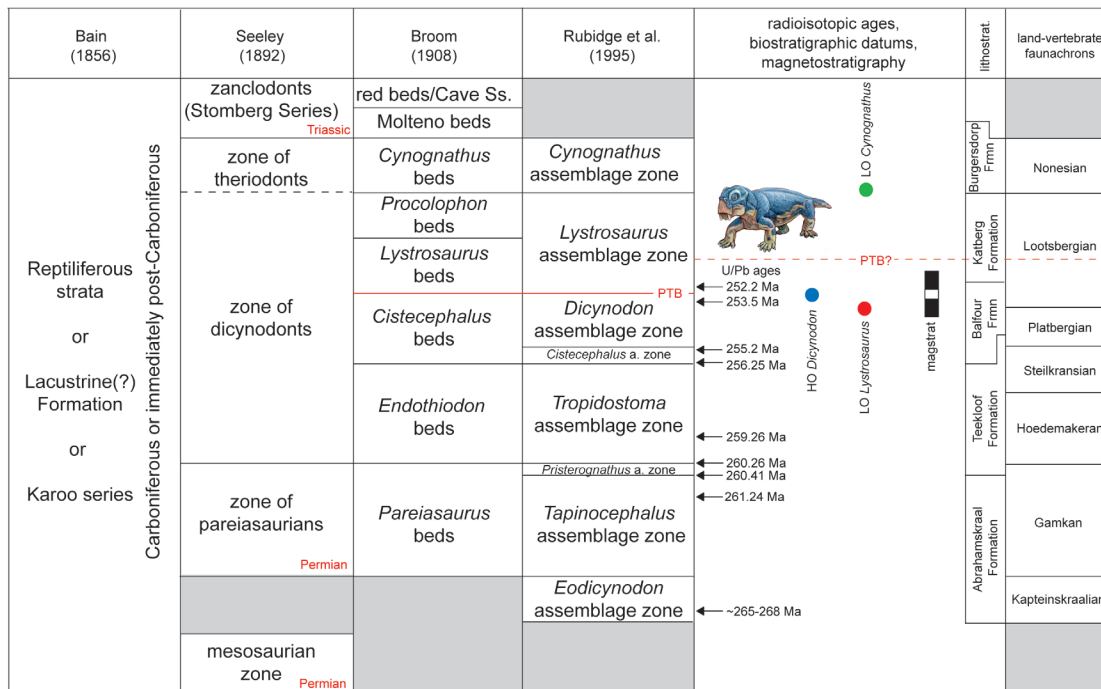 Bain
(1856)
Seeley
(1892)
Broom
(1908)
Rubidge et al.
(1995)
radioisotopic ages,
biostratigraphic datums,
magnetostratigraphy
lithostrat.
land-vertebrate
faunachrons
Reptiliferous
strata
or
Lacustrine(?)
Formation
or
Karoo series
Carboniferous or immediately post-Carboniferous
zanclodonts
(Stomberg Series)
Triassic
zone of
theriodonts
zone of
dicynodonts
zone of
pareiasaurians
Permian
mesosaurian
zone
Permian
red beds/Cave Ss.
Molteno beds
Cynognathus
beds
Procolophon
beds
Lystrosaurus
beds
PTB
Cistecephalus
beds
Endothiodon
beds
Pareiasaurus
beds
Cynognathus
assemblage zone
Lystrosaurus
assemblage zone
Dicynodon
assemblage zone
Cistecephalus a. zone
Tropidostoma
assemblage zone
Pristerognathus a. zone
Tapinocephalus
assemblage zone
Eodicynodon
assemblage zone
U/Pb ages
252.2 Ma
253.5 Ma
255.2 Ma
256.25 Ma
259.26 Ma
260.26 Ma
260.41 Ma
261.24 Ma
~265-268 Ma
HO Dicynodon
LO Cynognathus
PTB?
LO Lystrosaurus
magstrat
Burgersdorp
Frmn
Katberg
Formation
Balfour
Frmn
Teekloof
Formation
Abrahamskraal
Formation
Nonesian
Lootsbergian
Platbergian
Steilkransian
Hoedemakeran
Gamkan
Kapteinskraalian